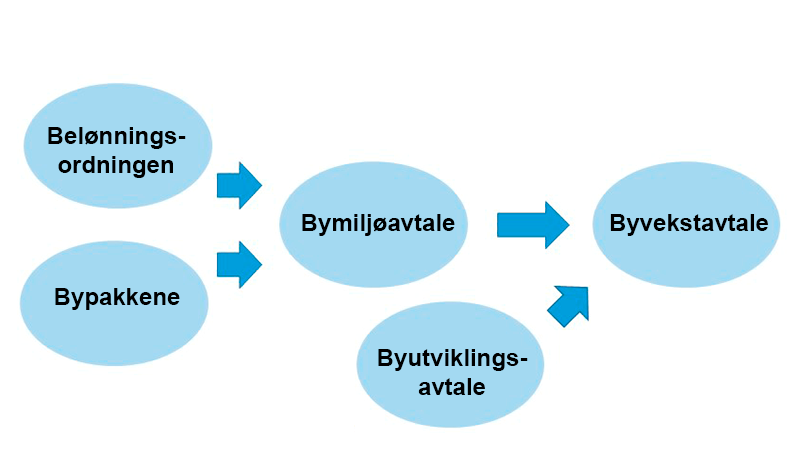 Belønnings-
ordningen
Bypakkene
Bymiljøavtale
Byutviklings-
avtale
Byvekstavtale